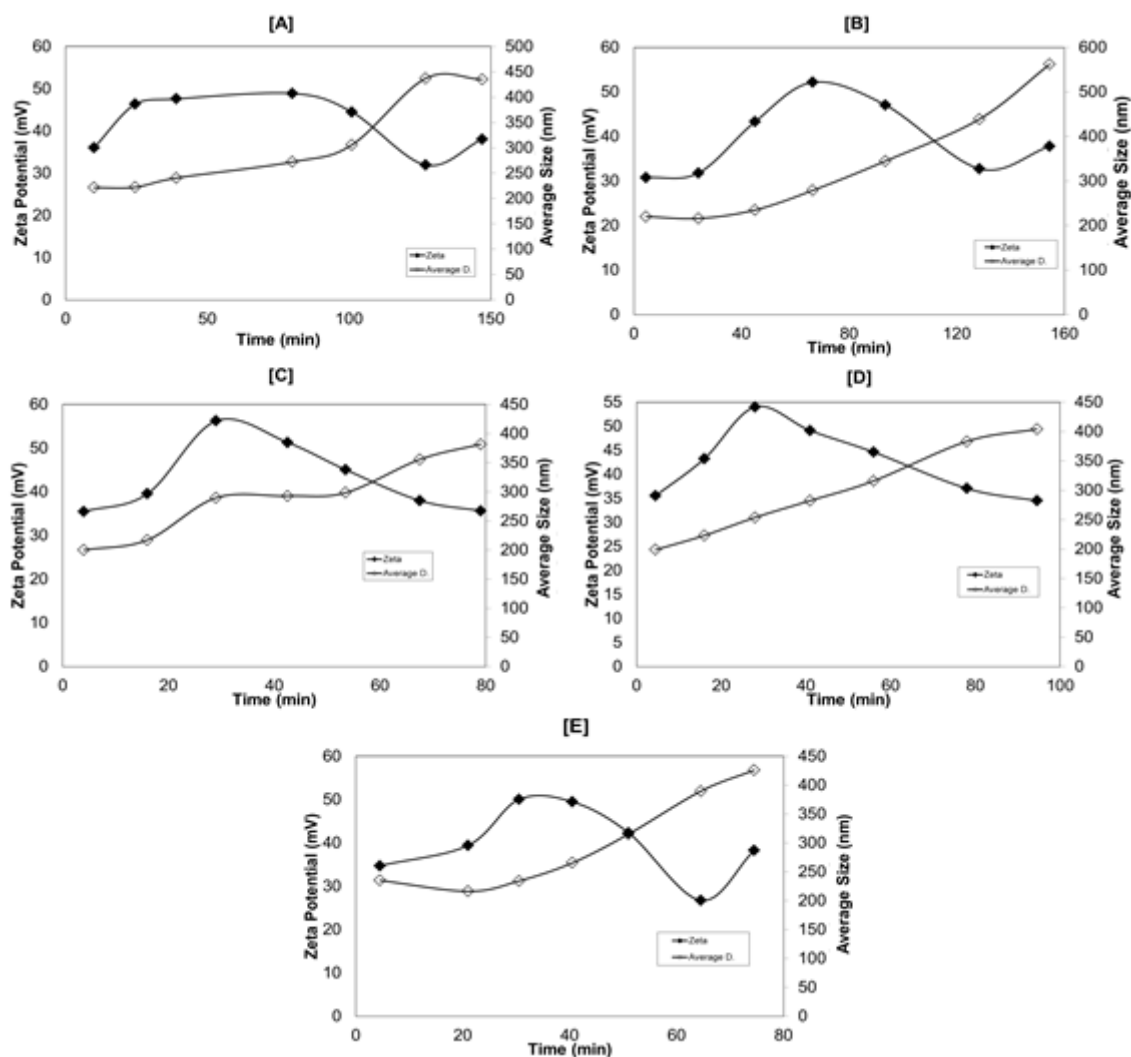 [A]
Zeta Potential (mV)
60
50
40
30
20
10
0
Average Size (nm)
500
450
400
350
300
250
200
150
100
50
0
0 50 100 150
Time (min)
Zeta
Average D.
[B]
Zeta Potential (mV)
60
50
40
30
20
10
0
Average Size (nm)
600
500
400
300
200
100
0
0 40 80 120 160
Time (min)
Zeta
Average D.
[C]
Zeta Potential (mV)
60
50
40
30
20
10
0
Average Size (nm)
450
400
350
300
250
200
150
100
50
0
0 20 40 60 80
Time (min)
Zeta
Average D.
[D]
Zeta Potential (mV)
55
50
45
40
35
30
25
20
15
10
5
0
Average Size (nm)
450
400
350
300
250
200
150
100
50
0
0 20 40 60 80 100
Time (min)
Zeta
Average D.
[E]
Zeta Potential (mV)
60
50
40
30
20
10
0
Average Size (nm)
450
400
350
300
250
200
150
100
50
0
0 20 40 60 80
Time (min)
Zeta
Average D.